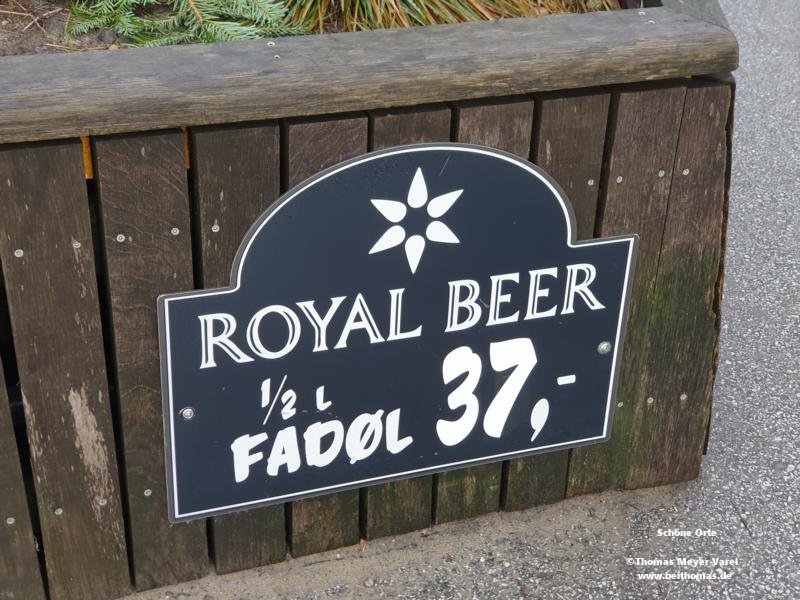 ROYAL BEER
1/2 L
FADØL 37,-
Schöne Orte
©Thomas Meyer Varel
www.beithomas.de